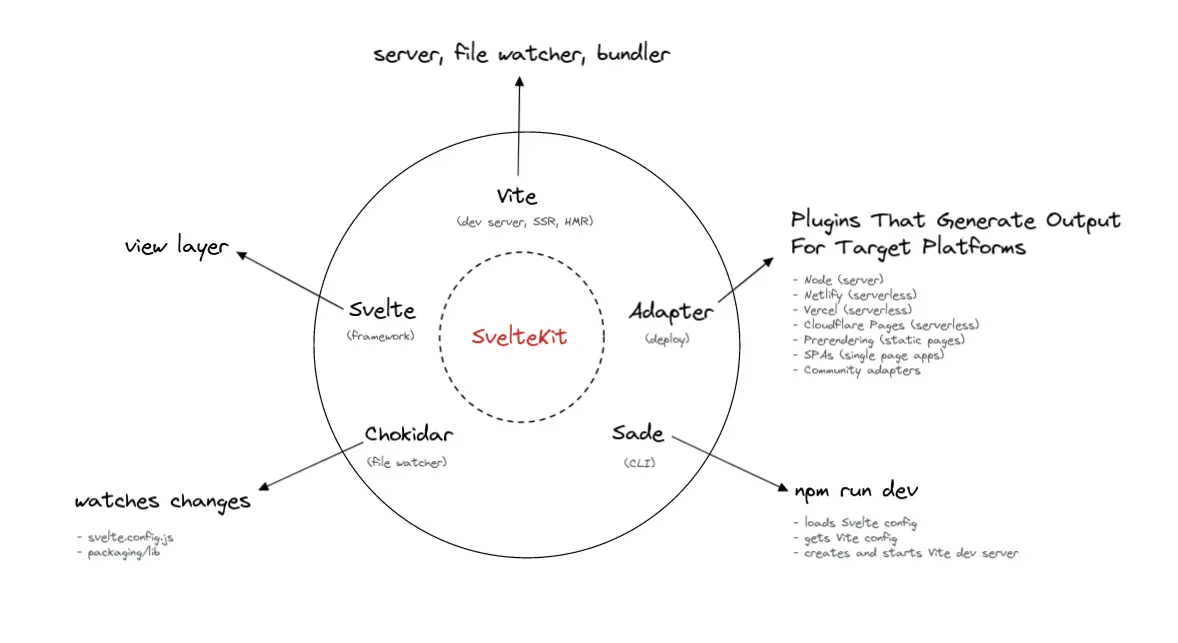 server, file watcher, bundler
Vite
(dev server, SSR, HMR)
view layer
Svelte
(framework)
SvelteKit
Adapter
(deploy)
Plugins That Generate Output
For Target Platforms
- Node (server)
- Netlify (serverless)
- Vercel (serverless)
- Cloudflare Pages (serverless)
- Prerendering (static pages)
- SPAs (single page apps)
- Community adapters
Chokidar
(file watcher)
watches changes
- svelte.config.js
- packaging/lib
Sade
(CLI)
npm run dev
- loads Svelte config
- gets Vite config
- creates and starts Vite dev server